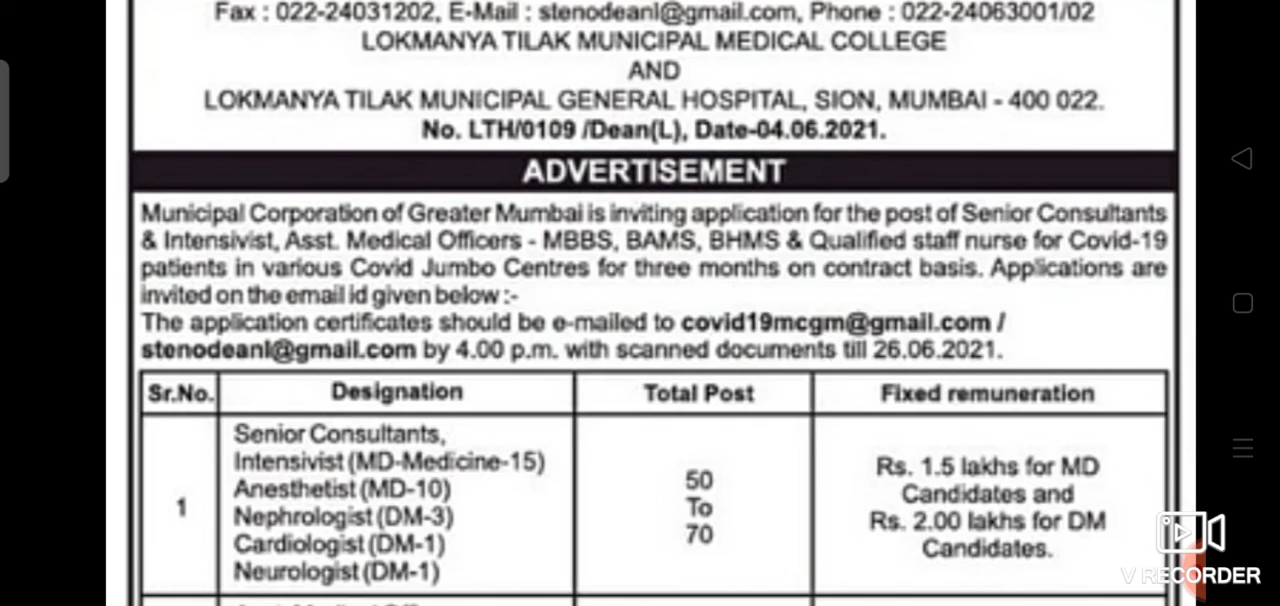 Fax : 022-24031202, E-Mail : stenodeanl@gmail.com, Phone : 022-24063001/02
LOKMANYA TILAK MUNICIPAL MEDICAL COLLEGE
AND
LOKMANYA TILAK MUNICIPAL GENERAL HOSPITAL, SION, MUMBAI - 400 022.
No. LTH/0109 /Dean(L), Date-04.06.2021.
ADVERTISEMENT
Municipal Corporation of Greater Mumbai is inviting application for the post of Senior Consultants
& Intensivist, Asst. Medical Officers - MBBS, BAMS, BHMS & Qualified staff nurse for Covid-19
patients in various Covid Jumbo Centres for three months on contract basis. Applications are
invited on the email id given below :-
The application certificates should be e-mailed to covid19mcgm@gmail.com /
stenodeanl@gmail.com by 4.00 p.m. with scanned documents till 26.06.2021.
Sr.No. Designation Total Post Fixed remuneration
1
Senior Consultants,
Intensivist (MD-Medicine-15)
Anesthetist (MD-10)
Nephrologist (DM-3)
Cardiologist (DM-1)
Neurologist (DM-1)
50
To
70
Rs. 1.5 lakhs for MD
Candidates and
Rs. 2.00 lakhs for DM
Candidates.
V RECORDER